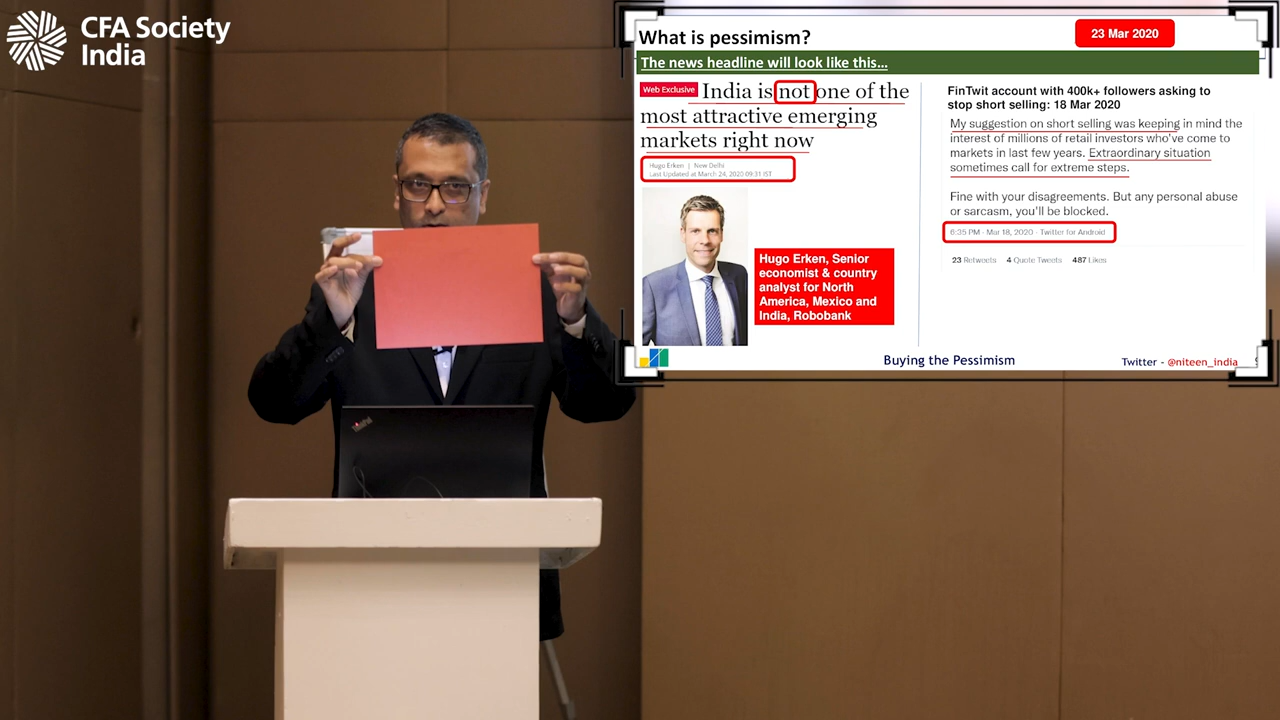 CFA Society
India
What is pessimism?
23 Mar 2020
The news headline will look like this...
Web Exclusive
India is not one of the
most attractive emerging
markets right now
Hugo Erken | New Delhi
Last Updated at March 24, 2020 09:31 IST
Hugo Erken, Senior
economist & country
analyst for North
America, Mexico and
India, Robobank
FinTwit account with 400k+ followers asking to
stop short selling: 18 Mar 2020
My suggestion on short selling was keeping in mind the
interest of millions of retail investors who've come to
markets in last few years. Extraordinary situation
sometimes call for extreme steps.
Fine with your disagreements. But any personal abuse
or sarcasm, you'll be blocked.
6:35 PM · Mar 18, 2020 · Twitter for Android
23 Retweets 4 Quote Tweets 487 Likes
Buying the Pessimism
Twitter - @niteen_india
ThinkPad